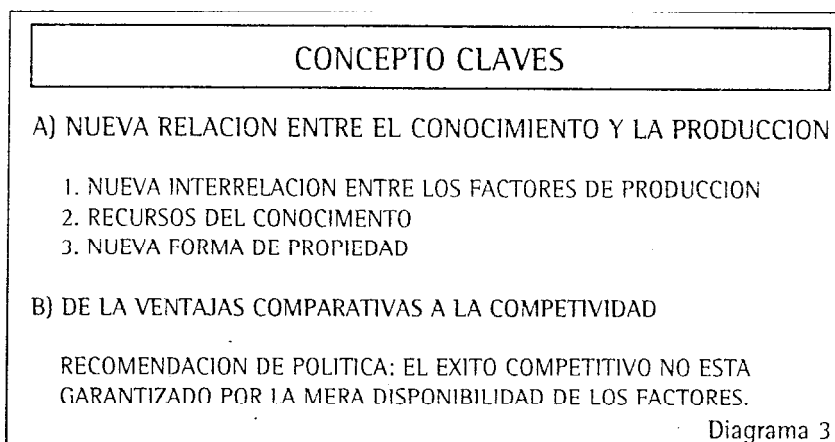 CONCEPTO CLAVES
A) NUEVA RELACION ENTRE EL CONOCIMIENTO Y LA PRODUCCION
1. NUEVA INTERRELACION ENTRE LOS FACTORES DE PRODUCCION
2. RECURSOS DEL CONOCIMENTO
3. NUEVA FORMA DE PROPIEDAD
B) DE LA VENTAJAS COMPARATIVAS A LA COMPETIVIDAD
RECOMENDACION DE POLITICA: EL EXITO COMPETITIVO NO ESTA
GARANTIZADO POR LA MERA DISPONIBILIDAD DE LOS FACTORES.
Diagrama 3